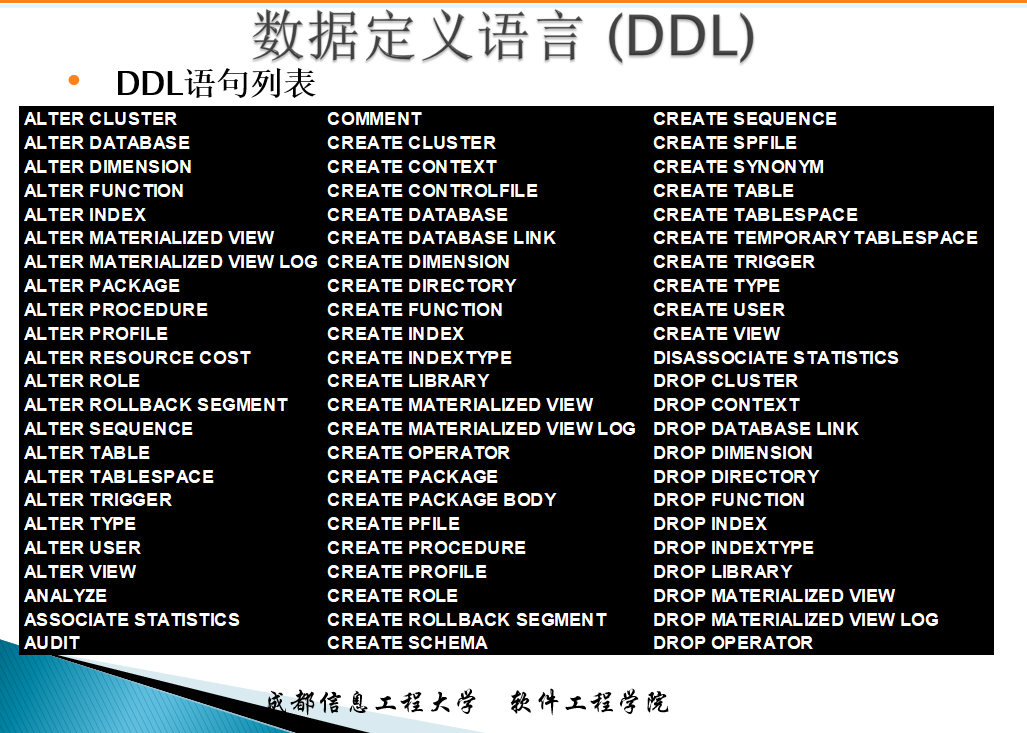 数据定义语言 (DDL)
• DDL语句列表
ALTER CLUSTER
ALTER DATABASE
ALTER DIMENSION
ALTER FUNCTION
ALTER INDEX
ALTER MATERIALIZED VIEW
ALTER MATERIALIZED VIEW LOG
ALTER PACKAGE
ALTER PROCEDURE
ALTER PROFILE
ALTER RESOURCE COST
ALTER ROLE
ALTER ROLLBACK SEGMENT
ALTER SEQUENCE
ALTER TABLE
ALTER TABLESPACE
ALTER TRIGGER
ALTER TYPE
ALTER USER
ALTER VIEW
ANALYZE
ASSOCIATE STATISTICS
AUDIT
COMMENT
CREATE CLUSTER
CREATE CONTEXT
CREATE CONTROLFILE
CREATE DATABASE
CREATE DATABASE LINK
CREATE DIMENSION
CREATE DIRECTORY
CREATE FUNCTION
CREATE INDEX
CREATE INDEXTYPE
CREATE LIBRARY
CREATE MATERIALIZED VIEW
CREATE MATERIALIZED VIEW LOG
CREATE OPERATOR
CREATE PACKAGE
CREATE PACKAGE BODY
CREATE PFILE
CREATE PROCEDURE
CREATE PROFILE
CREATE ROLE
CREATE ROLLBACK SEGMENT
CREATE SCHEMA
CREATE SEQUENCE
CREATE SPFILE
CREATE SYNONYM
CREATE TABLE
CREATE TABLESPACE
CREATE TEMPORARY TABLESPACE
CREATE TRIGGER
CREATE TYPE
CREATE USER
CREATE VIEW
DISASSOCIATE STATISTICS
DROP CLUSTER
DROP CONTEXT
DROP DATABASE LINK
DROP DIMENSION
DROP DIRECTORY
DROP FUNCTION
DROP INDEX
DROP INDEXTYPE
DROP LIBRARY
DROP MATERIALIZED VIEW
DROP MATERIALIZED VIEW LOG
DROP OPERATOR
成都信息工程大学 软件工程学院